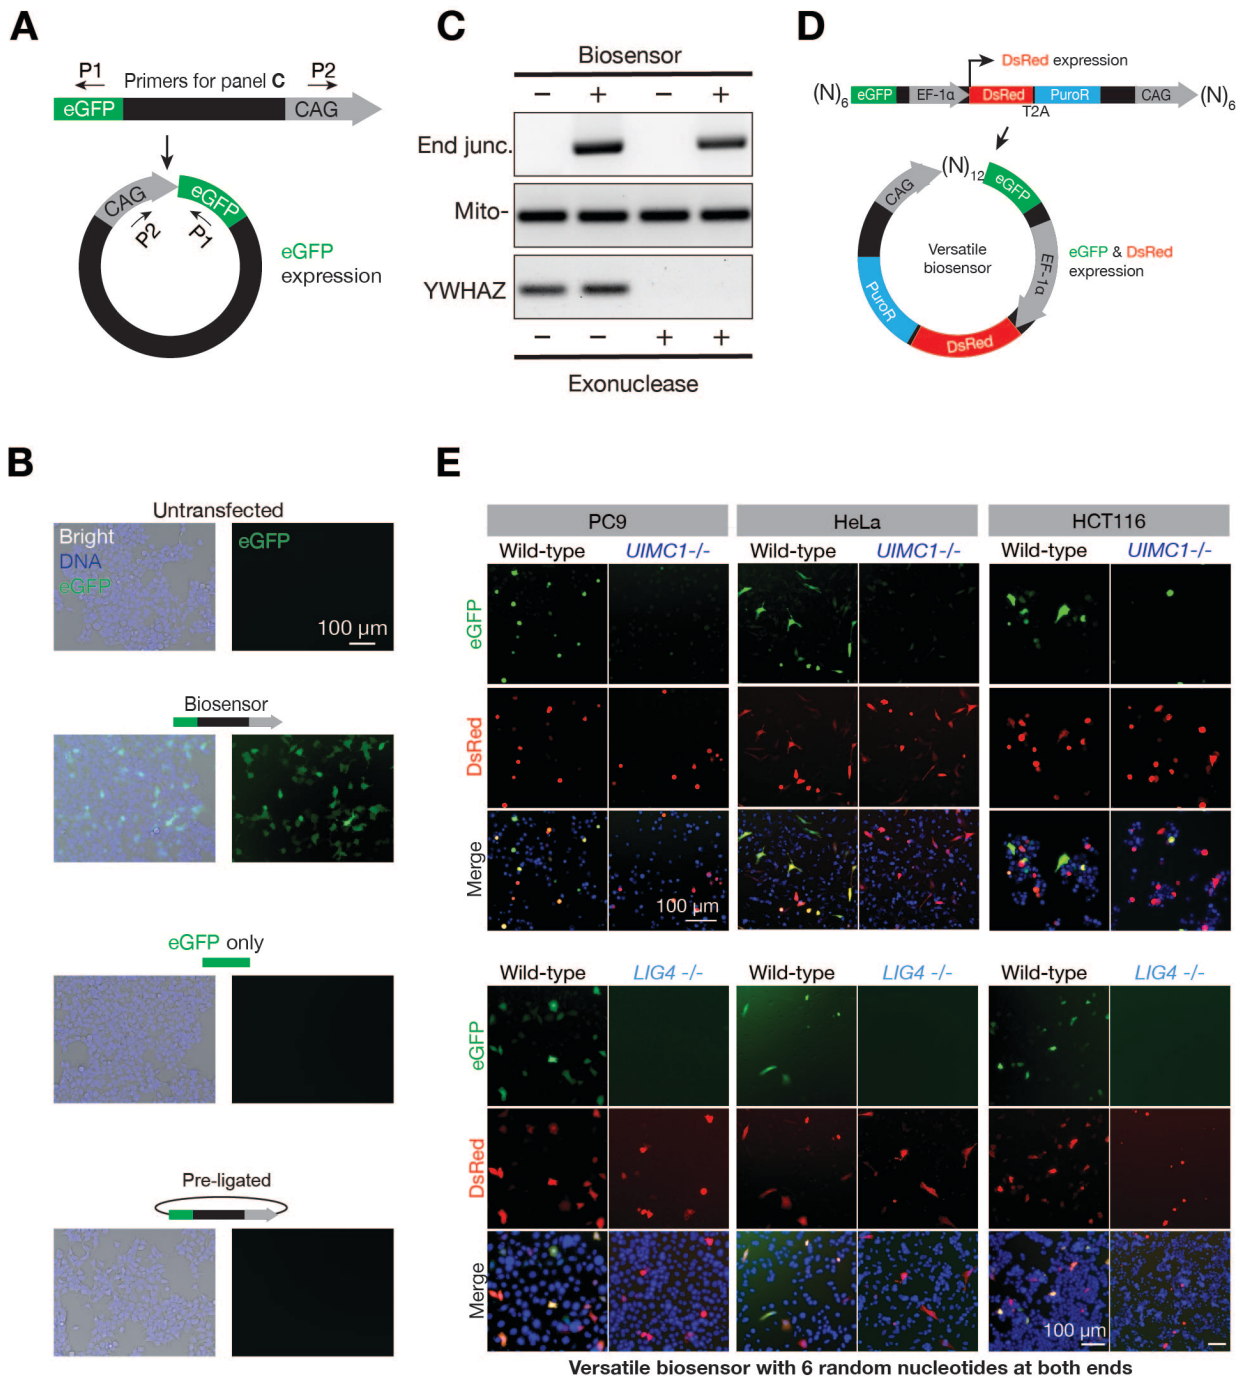 A
P1
Primers for panel C
P2
eGFP
CAG
CAG
eGFP
P2
P1
eGFP
expression
B
Untransfected
Bright
DNA
eGFP
eGFP
100 µm
Biosensor
eGFP only
Pre-ligated
C
Biosensor
− + − +
End junc.
Mito-
YWHAZ
− − + +
Exonuclease
D
DsRed expression
(N)6 eGFP EF-1α DsRed PuroR CAG (N)6
T2A
(N)12
CAG
eGFP
Versatile
biosensor
EF-1α
PuroR
DsRed
eGFP & DsRed
expression
E
PC9 HeLa HCT116
Wild-type UIMC1-/- Wild-type UIMC1-/- Wild-type UIMC1-/-
eGFP
DsRed
Merge
100 µm
Wild-type LIG4 -/- Wild-type LIG4 -/- Wild-type LIG4 -/-
eGFP
DsRed
Merge
100 µm
Versatile biosensor with 6 random nucleotides at both ends